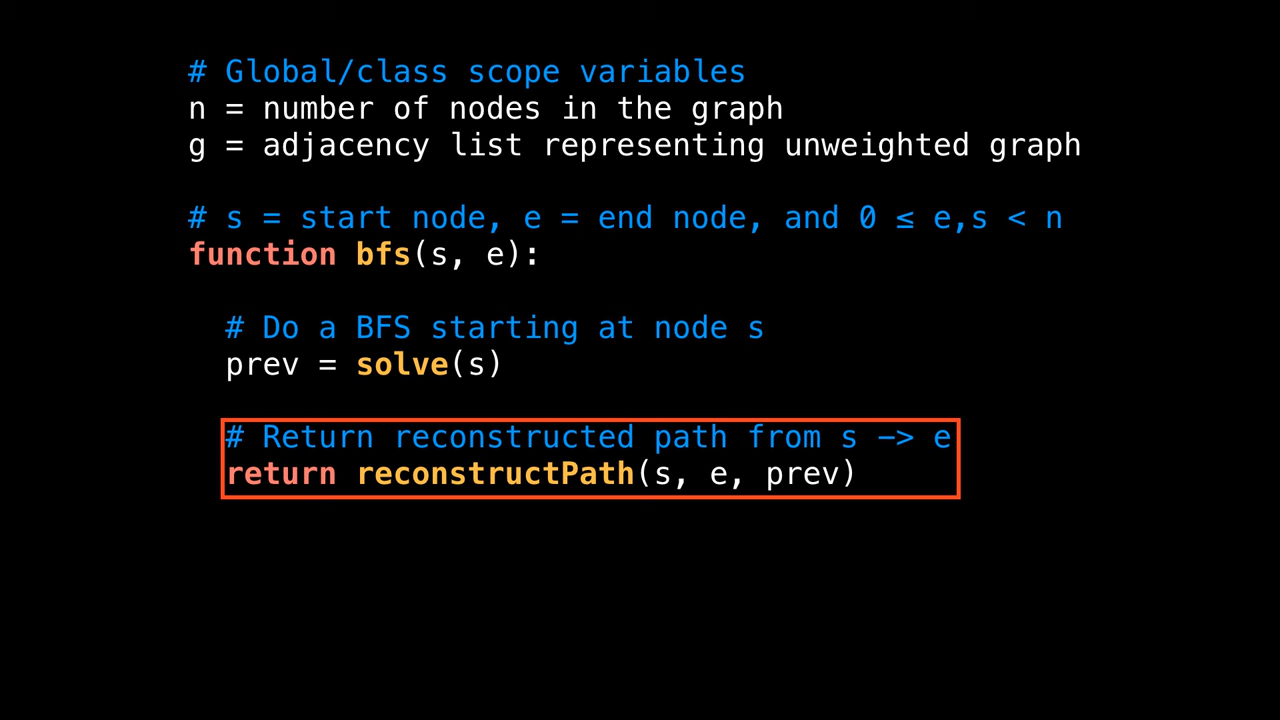 # Global/class scope variables
n = number of nodes in the graph
g = adjacency list representing unweighted graph
# s = start node, e = end node, and 0 ≤ e,s < n
function bfs(s, e):
# Do a BFS starting at node s
prev = solve(s)
# Return reconstructed path from s -> e
return reconstructPath(s, e, prev)